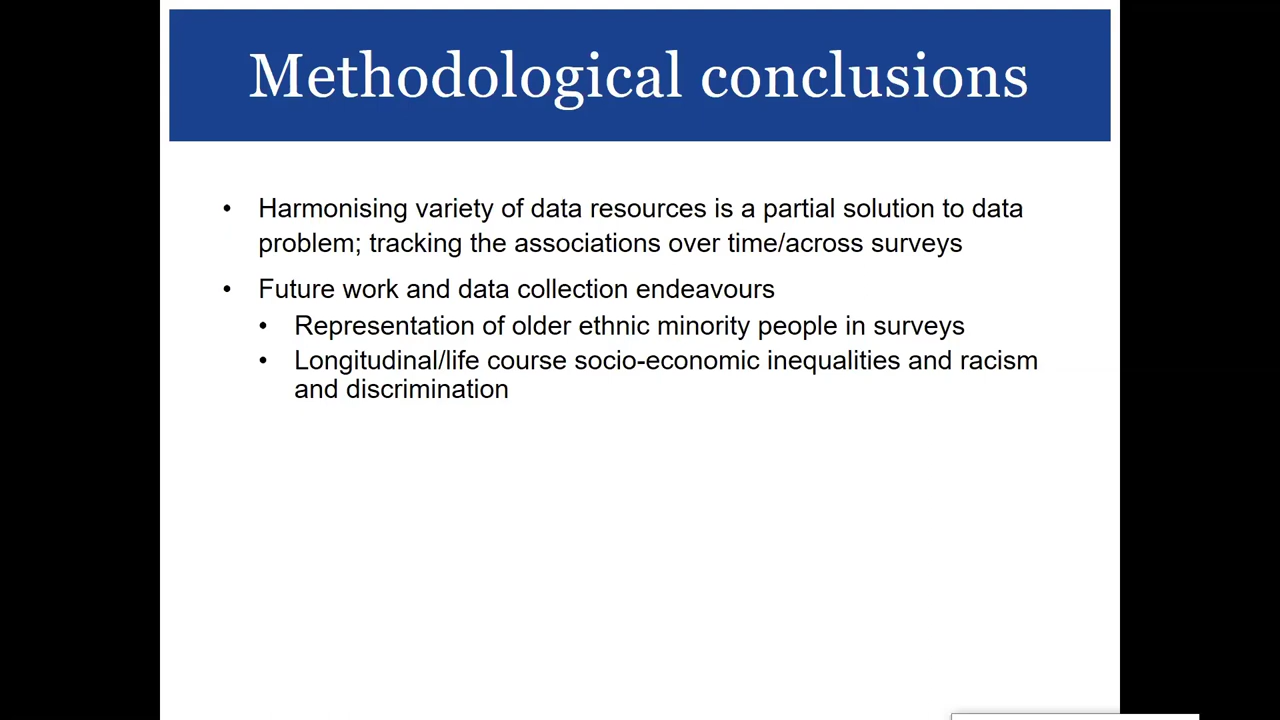 Methodological conclusions
• Harmonising variety of data resources is a partial solution to data
problem; tracking the associations over time/across surveys
• Future work and data collection endeavours
• Representation of older ethnic minority people in surveys
• Longitudinal/life course socio-economic inequalities and racism
and discrimination